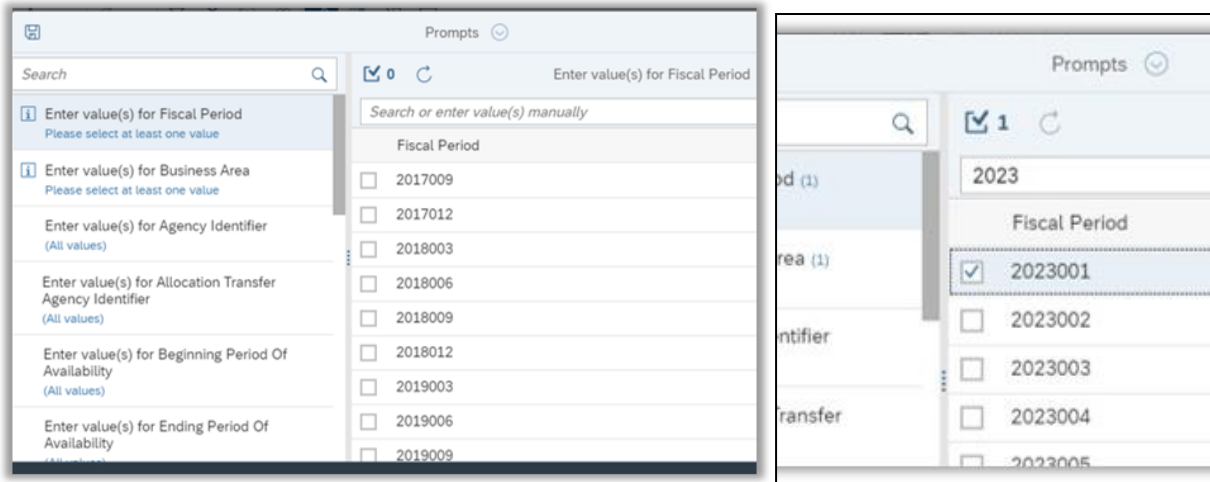 Prompts
Search
0
Enter value(s) for Fiscal Period
Enter value(s) for Fiscal Period
Please select at least one value
Search or enter value(s) manually
Fiscal Period
Enter value(s) for Business Area
Please select at least one value
2017009
2017012
Enter value(s) for Agency Identifier
(All values)
2018003
Enter value(s) for Allocation Transfer
Agency Identifier
(All values)
2018006
2018009
Enter value(s) for Beginning Period Of
Availability
(All values)
2018012
2019003
Enter value(s) for Ending Period Of
Availability
2019006
2019009
Prompts
1
od (1)
2023
Fiscal Period
rea (1)
2023001
2023002
ntifier
2023003
Transfer
2023004
2023005